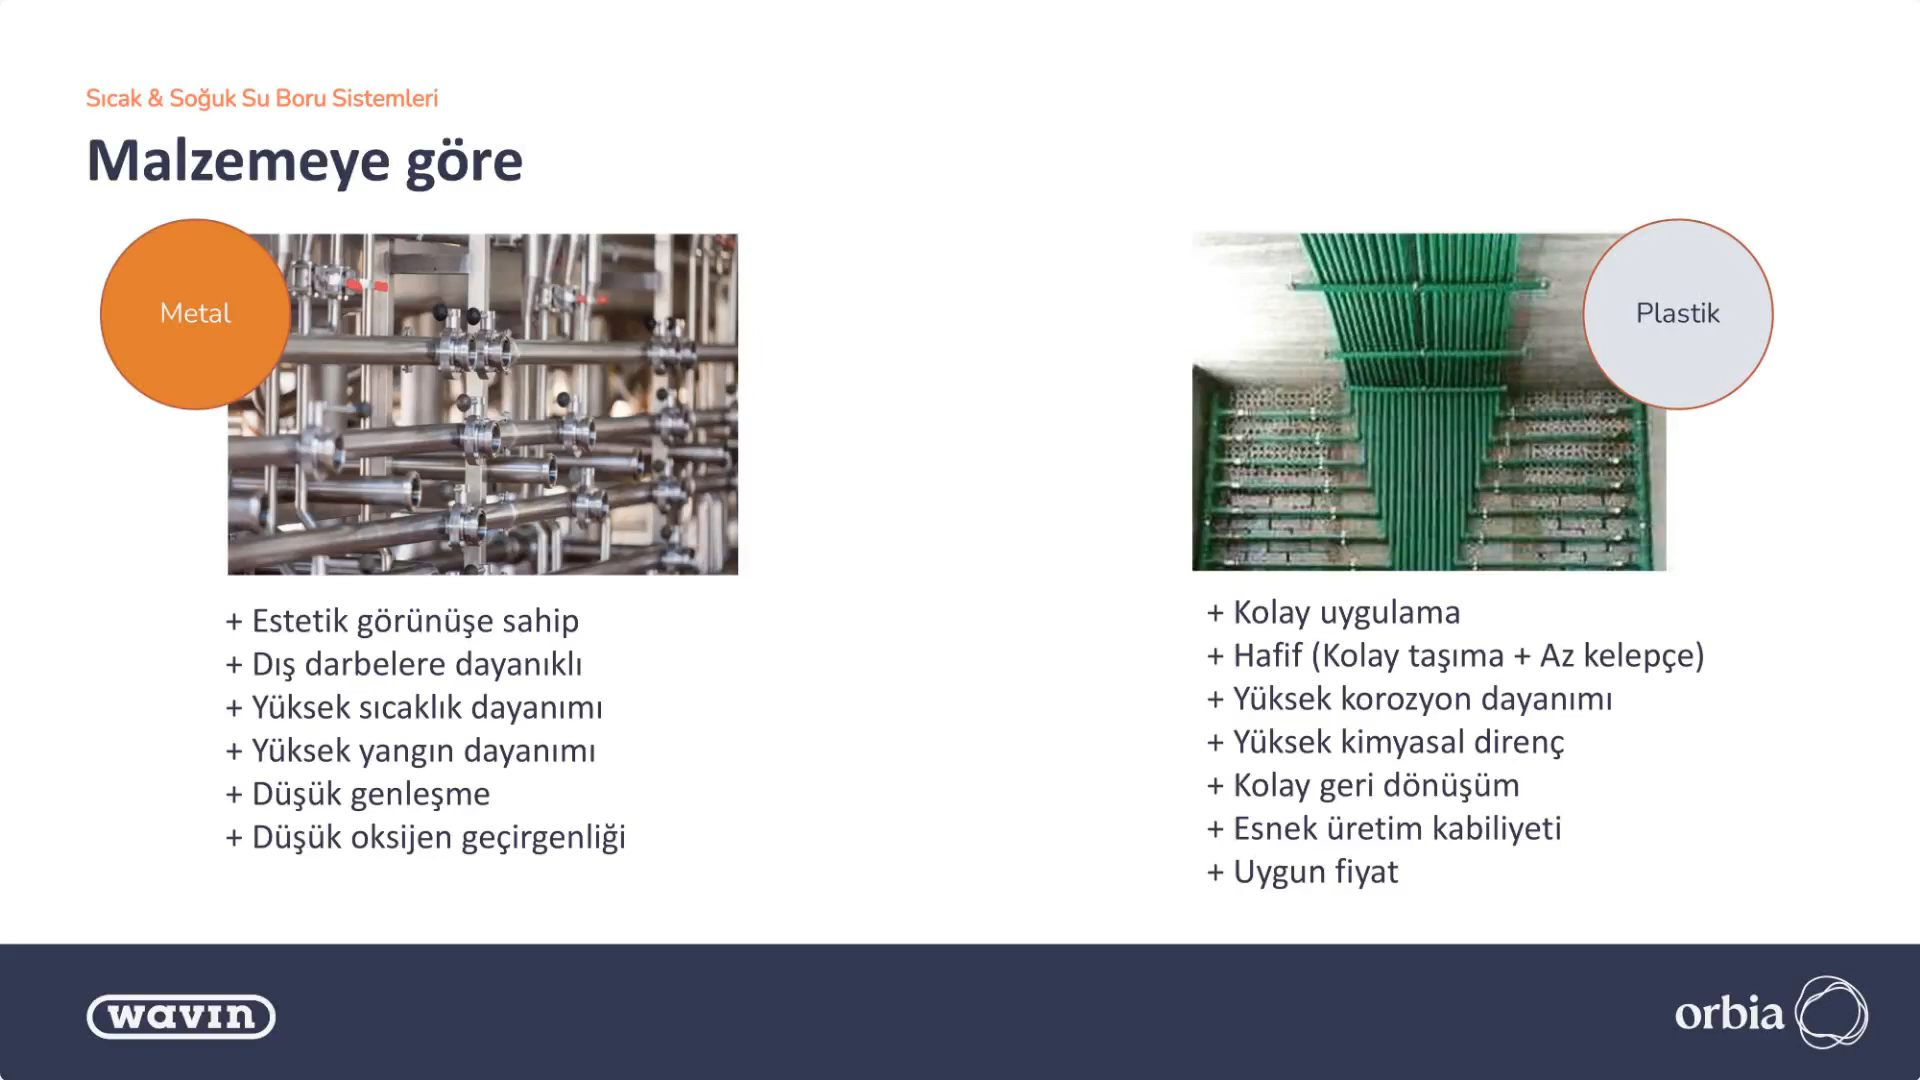 Sıcak & Soğuk Su Boru Sistemleri
Malzemeye göre
Metal
+ Estetik görünüşe sahip
+ Dış darbelere dayanıklı
+ Yüksek sıcaklık dayanımı
+ Yüksek yangın dayanımı
+ Düşük genleşme
+ Düşük oksijen geçirgenliği
Plastik
+ Kolay uygulama
+ Hafif (Kolay taşıma + Az kelepçe)
+ Yüksek korozyon dayanımı
+ Yüksek kimyasal direnç
+ Kolay geri dönüşüm
+ Esnek üretim kabiliyeti
+ Uygun fiyat
wavin
orbia